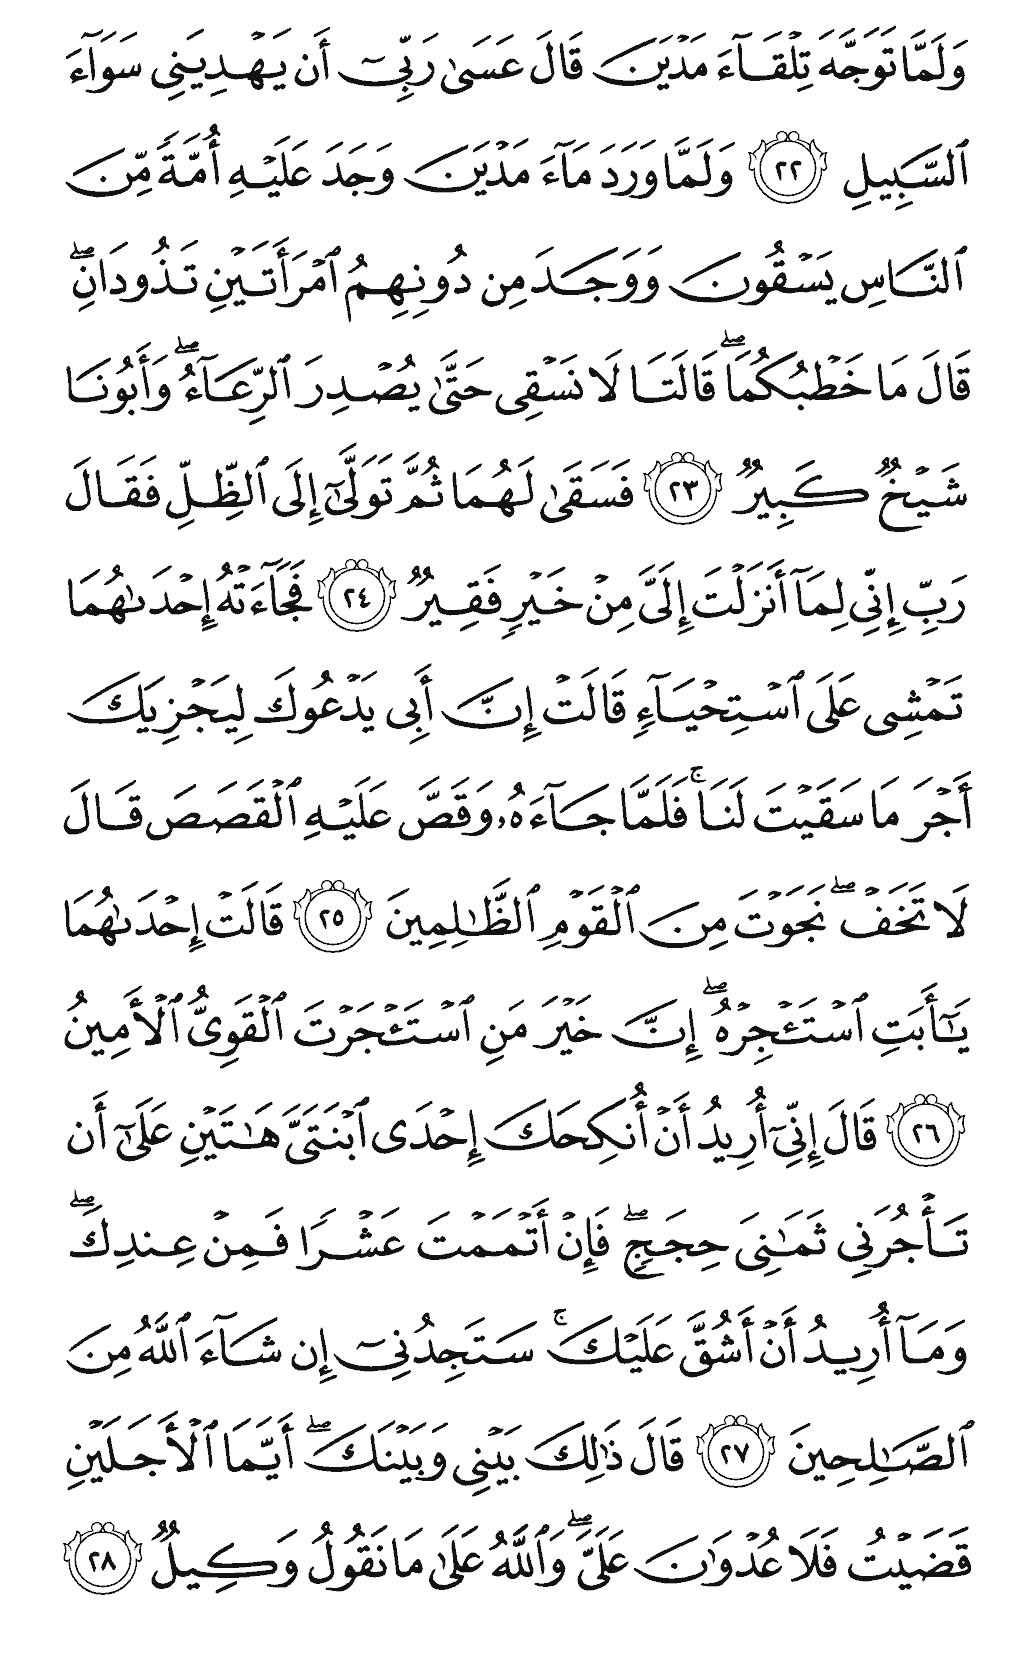 وَلَمَّا تَوَجَّهَ تِلْقَآءَ مَدْيَنَ قَالَ عَسَىٰ رَبِّىٓ أَن يَهْدِيَنِى سَوَآءَ
ٱلسَّبِيلِ ٢٢ وَلَمَّا وَرَدَ مَآءَ مَدْيَنَ وَجَدَ عَلَيْهِ أُمَّةً مِّنَ
ٱلنَّاسِ يَسْقُونَ وَوَجَدَ مِن دُونِهِمُ ٱمْرَأَتَيْنِ تَذُودَانِ ۖ
قَالَ مَا خَطْبُكُمَا ۖ قَالَتَا لَا نَسْقِى حَتَّىٰ يُصْدِرَ ٱلرِّعَآءُ ۖ وَأَبُونَا
شَيْخٌ كَبِيرٌ ٢٣ فَسَقَىٰ لَهُمَا ثُمَّ تَوَلَّىٰٓ إِلَى ٱلظِّلِّ فَقَالَ
رَبِّ إِنِّى لِمَآ أَنزَلْتَ إِلَىَّ مِنْ خَيْرٍ فَقِيرٌ ٢٤ فَجَآءَتْهُ إِحْدَىٰهُمَا
تَمْشِى عَلَى ٱسْتِحْيَآءٍ قَالَتْ إِنَّ أَبِى يَدْعُوكَ لِيَجْزِيَكَ
أَجْرَ مَا سَقَيْتَ لَنَا ۚ فَلَمَّا جَآءَهُۥ وَقَصَّ عَلَيْهِ ٱلْقَصَصَ قَالَ
لَا تَخَفْ ۖ نَجَوْتَ مِنَ ٱلْقَوْمِ ٱلظَّـٰلِمِينَ ٢٥ قَالَتْ إِحْدَىٰهُمَا
يَـٰٓأَبَتِ ٱسْتَـْٔجِرْهُ ۖ إِنَّ خَيْرَ مَنِ ٱسْتَـْٔجَرْتَ ٱلْقَوِىُّ ٱلْأَمِينُ
٢٦ قَالَ إِنِّىٓ أُرِيدُ أَنْ أُنكِحَكَ إِحْدَى ٱبْنَتَىَّ هَـٰتَيْنِ عَلَىٰٓ أَن
تَأْجُرَنِى ثَمَـٰنِىَ حِجَجٍ ۖ فَإِنْ أَتْمَمْتَ عَشْرًا فَمِنْ عِندِكَ ۖ
وَمَآ أُرِيدُ أَنْ أَشُقَّ عَلَيْكَ ۚ سَتَجِدُنِىٓ إِن شَآءَ ٱللَّهُ مِنَ
ٱلصَّـٰلِحِينَ ٢٧ قَالَ ذَٰلِكَ بَيْنِى وَبَيْنَكَ ۖ أَيَّمَا ٱلْأَجَلَيْنِ
قَضَيْتُ فَلَا عُدْوَٰنَ عَلَىَّ ۖ وَٱللَّهُ عَلَىٰ مَا نَقُولُ وَكِيلٌ ٢٨